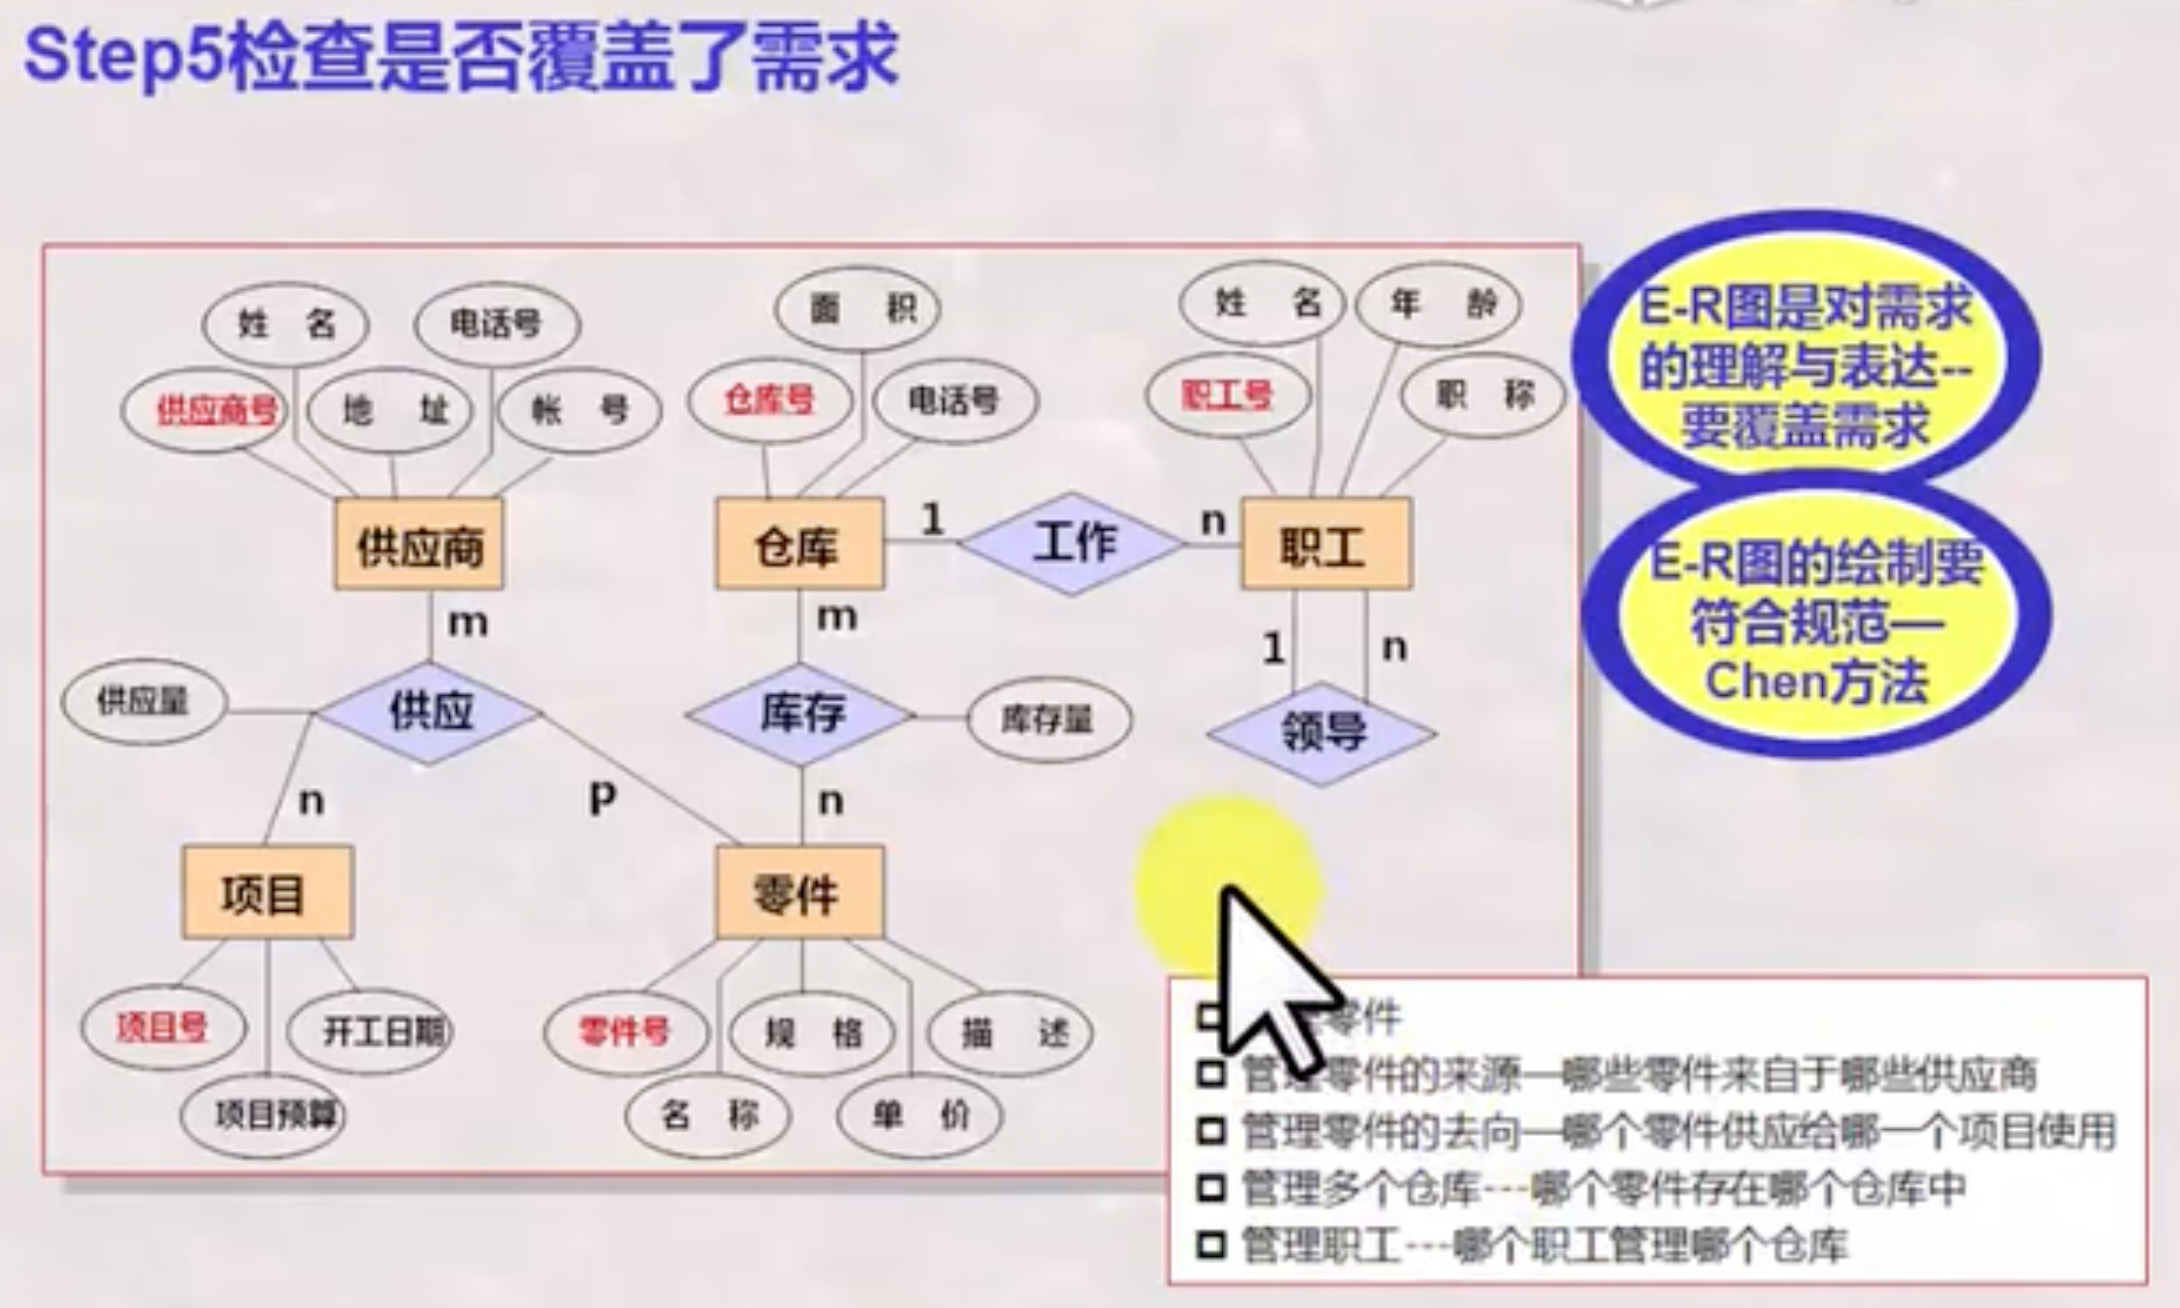 Step5检查是否覆盖了需求
姓 名
电话号
供应商号
地 址
帐 号
面 积
仓库号
电话号
姓 名
年 龄
职工号
职 称
E-R图是对需求
的理解与表达--
要覆盖需求
供应商
仓库
1
工作
n
职工
E-R图的绘制要
符合规范—
Chen方法
m
m
1
n
供应量
供应
库存
库存量
领导
n
p
n
项目
零件
项目号
开工日期
项目预算
零件号
规 格
描 述
名 称
单 价
零件
管理零件的来源—哪些零件来自于哪些供应商
管理零件的去向—哪个零件供应给哪一个项目使用
管理多个仓库---哪个零件存在哪个仓库中
管理职工---哪个职工管理哪个仓库